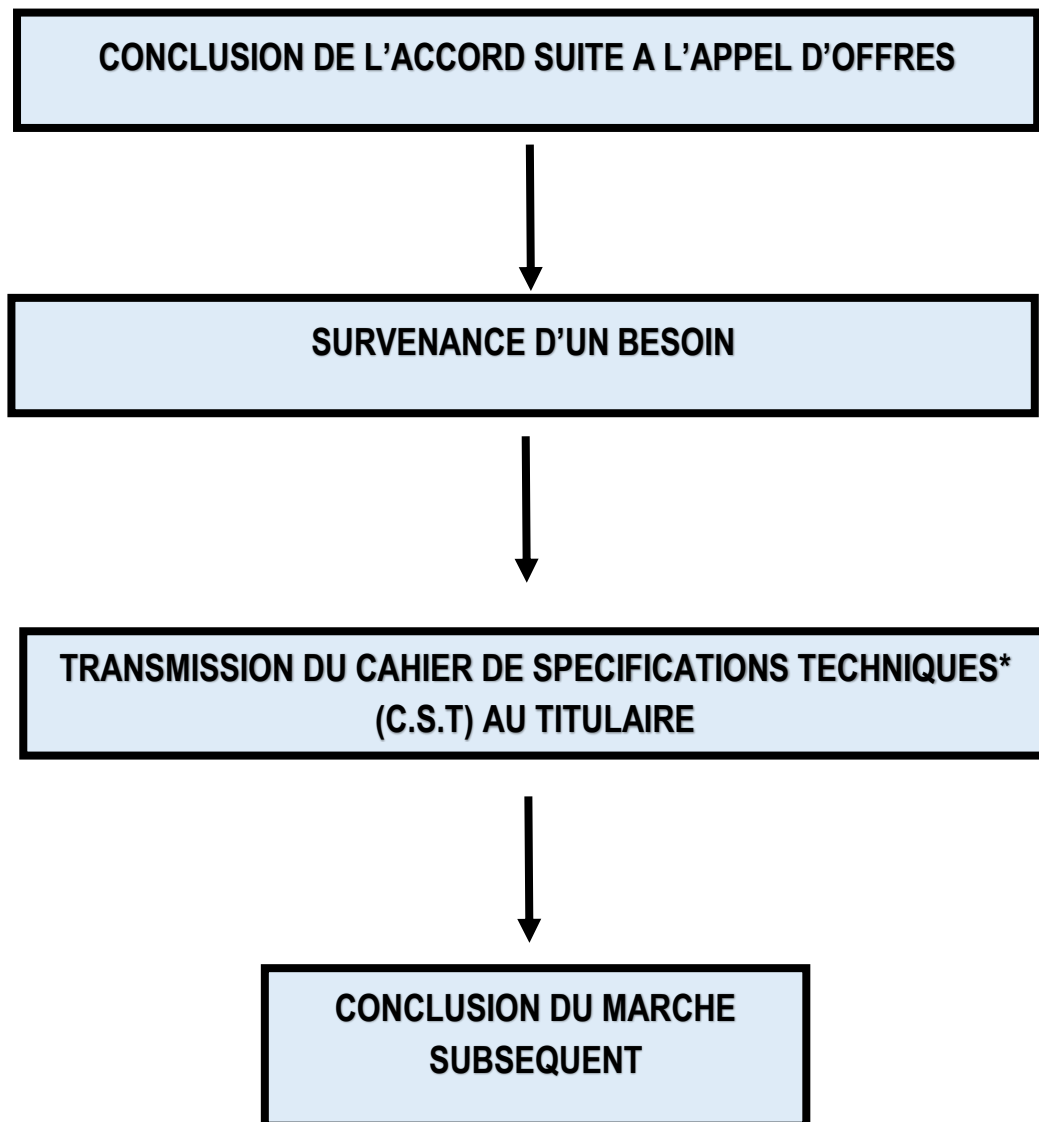 CONCLUSION DE L’ACCORD SUITE A L’APPEL D’OFFRES
SURVENANCE D’UN BESOIN
TRANSMISSION DU CAHIER DE SPECIFICATIONS TECHNIQUES*
(C.S.T) AU TITULAIRE
CONCLUSION DU MARCHE
SUBSEQUENT